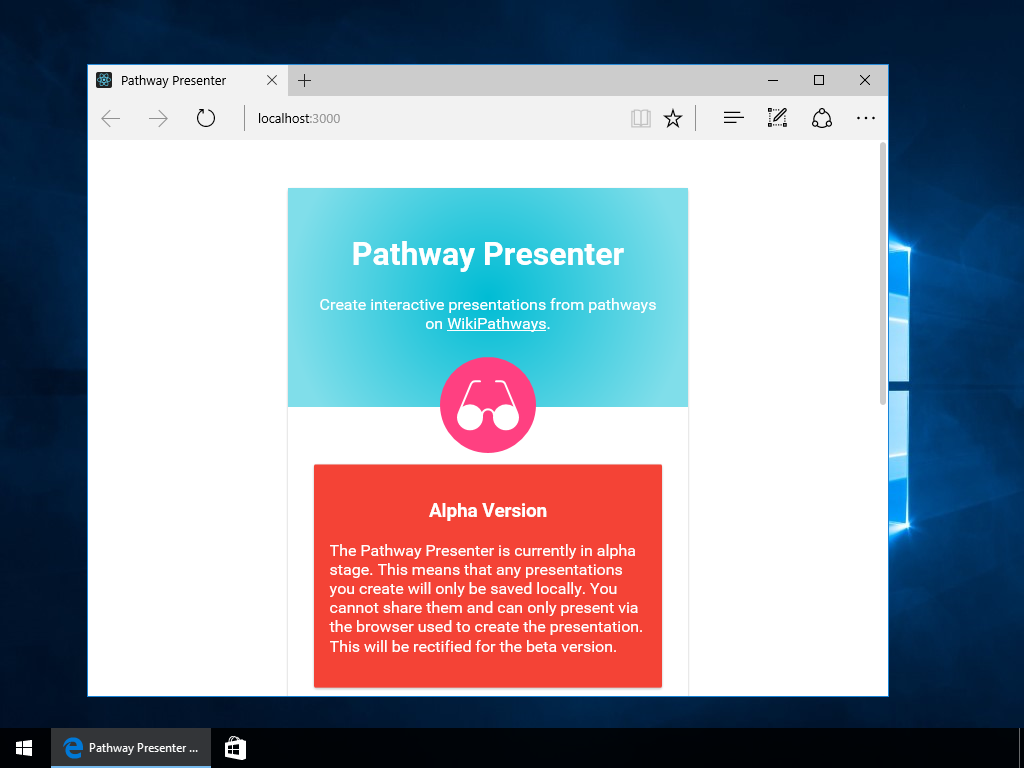 Pathway Presenter
localhost:3000
Pathway Presenter
Create interactive presentations from pathways
on WikiPathways.
Alpha Version
The Pathway Presenter is currently in alpha
stage. This means that any presentations
you create will only be saved locally. You
cannot share them and can only present via
the browser used to create the presentation.
This will be rectified for the beta version.
Pathway Presenter ...